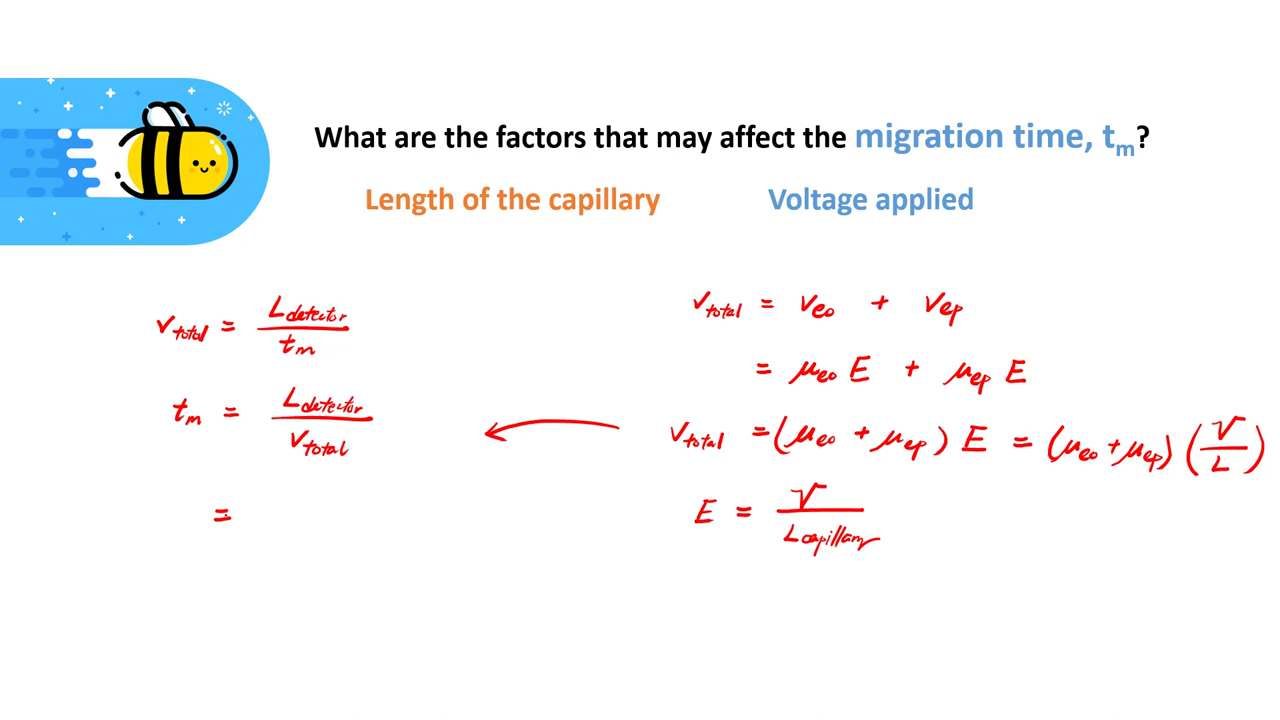 What are the factors that may affect the migration time, tm?
Length of the capillary
Voltage applied
vtotal = Ldetector / tm
tm = Ldetector / vtotal
=
vtotal = veo + vep
= μeo E + μep E
vtotal = (μeo + μep) E = (μeo + μep) (V / L)
E = V / Lcapillary